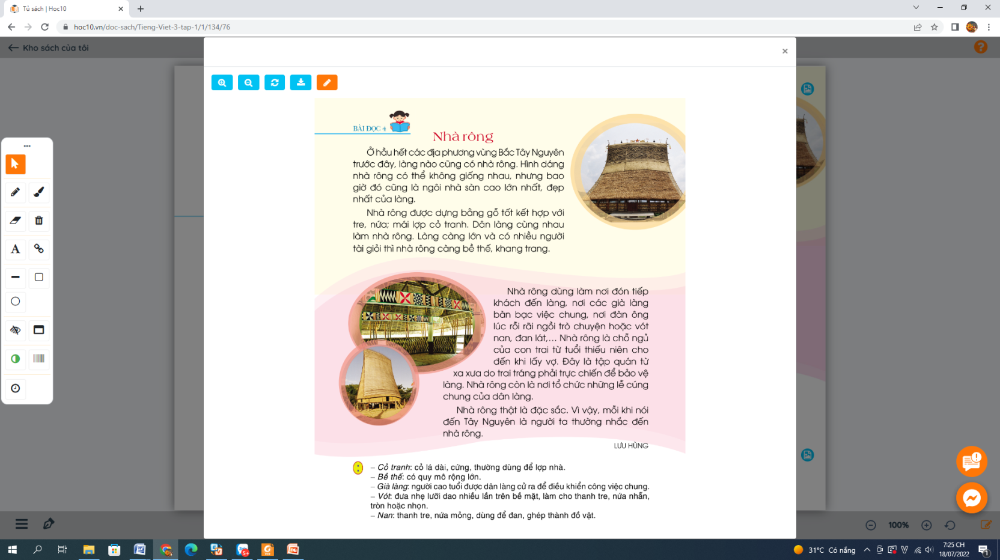 Tủ sách | Hoc10
hoc10.vn/doc-sach/Tieng-Viet-3-tap-1/1/134/76
Kho sách của tôi
BÀI ĐỌC 4
Nhà rông
Ở hầu hết các địa phương vùng Bắc Tây Nguyên
trước đây, làng nào cũng có nhà rông. Hình dáng
nhà rông có thể không giống nhau, nhưng bao
giờ đó cũng là ngôi nhà sàn cao lớn nhất, đẹp
nhất của làng.
Nhà rông được dựng bằng gỗ tốt kết hợp với
tre, nứa; mái lợp cỏ tranh. Dân làng cùng nhau
làm nhà rông. Làng càng lớn và có nhiều người
tài giỏi thì nhà rông càng bề thế, khang trang.
Nhà rông dùng làm nơi đón tiếp
khách đến làng, nơi các già làng
bàn bạc việc chung, nơi đàn ông
lúc rỗi rãi ngồi trò chuyện hoặc vót
nan, đan lát,... Nhà rông là chỗ ngủ
của con trai từ tuổi thiếu niên cho
đến khi lấy vợ. Đây là tập quán từ
xa xưa do trai tráng phải trực chiến để bảo vệ
làng. Nhà rông còn là nơi tổ chức những lễ cúng
chung của dân làng.
Nhà rông thật là đặc sắc. Vì vậy, mỗi khi nói
đến Tây Nguyên là người ta thường nhắc đến
nhà rông.
LƯU HÙNG
– Cỏ tranh: cỏ lá dài, cứng, thường dùng để lợp nhà.
– Bề thế: có quy mô rộng lớn.
– Già làng: người cao tuổi được dân làng cử ra để điều khiển công việc chung.
– Vót: đưa nhẹ lưỡi dao nhiều lần trên bề mặt, làm cho thanh tre, nứa nhẵn,
tròn hoặc nhọn.
– Nan: thanh tre, nứa mỏng, dùng để đan, ghép thành đồ vật.
100%
31°C Có nắng
7:25 CH
18/07/2022